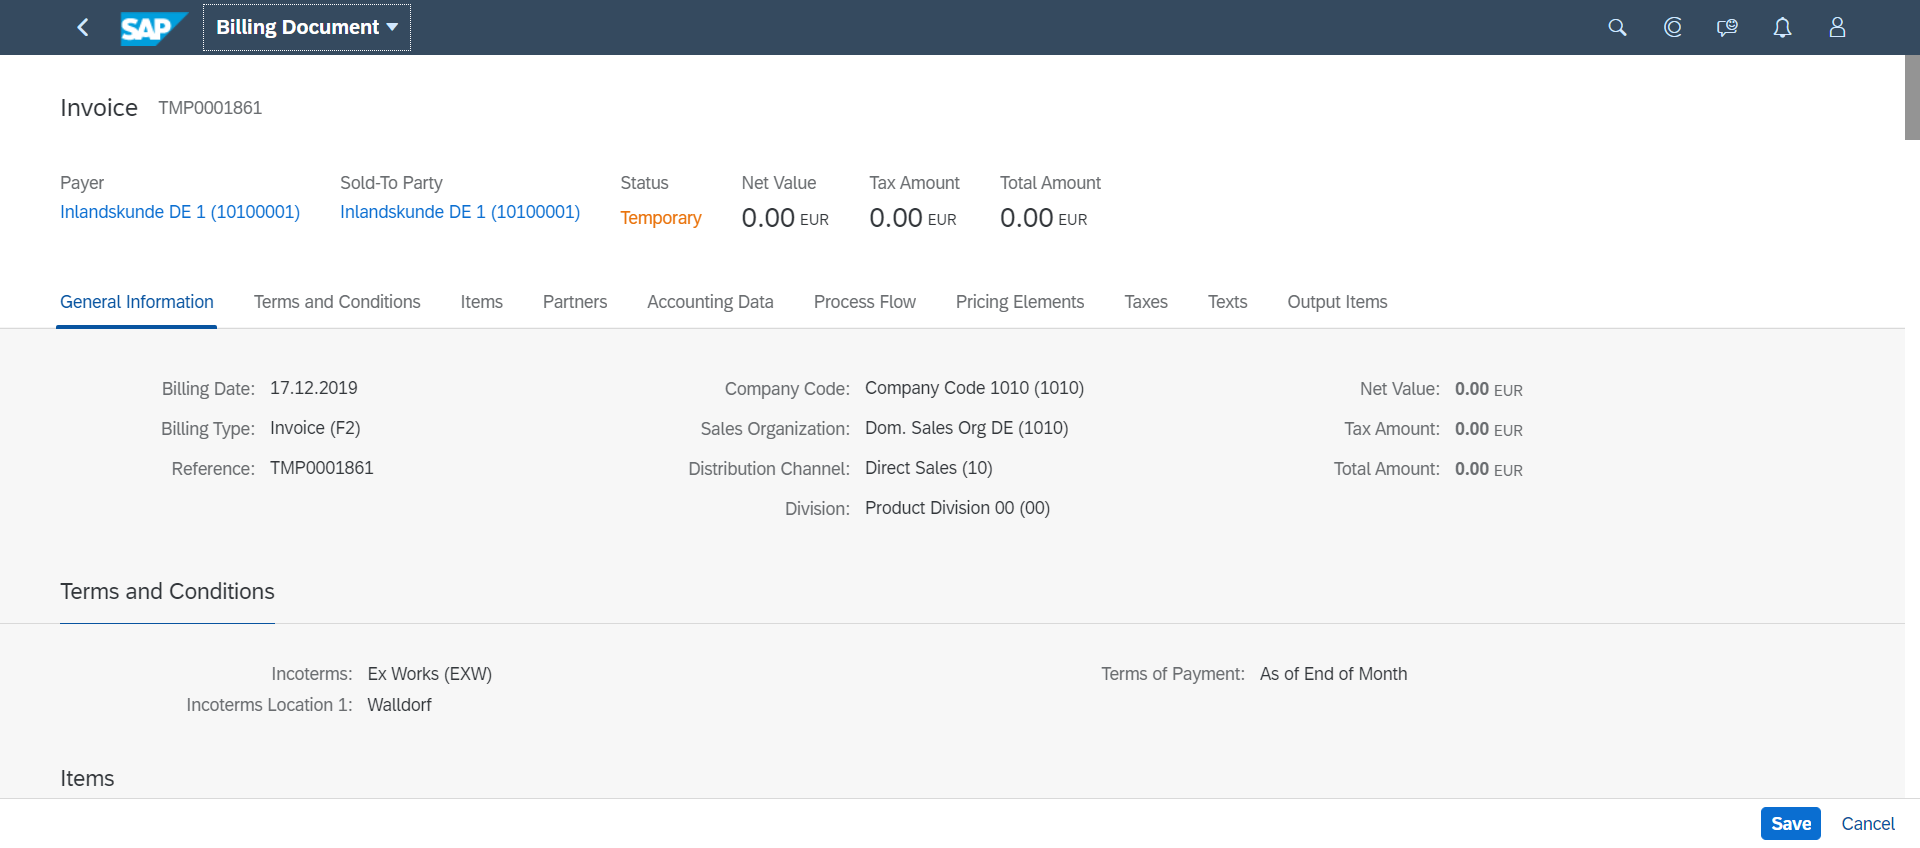 SAP Billing Document
Invoice TMP0001861
Payer Sold-To Party Status Net Value Tax Amount Total Amount
Inlandskunde DE 1 (10100001) Inlandskunde DE 1 (10100001) Temporary 0.00 EUR 0.00 EUR 0.00 EUR
General Information Terms and Conditions Items Partners Accounting Data Process Flow Pricing Elements Taxes Texts Output Items
Billing Date: 17.12.2019 Company Code: Company Code 1010 (1010) Net Value: 0.00 EUR
Billing Type: Invoice (F2) Sales Organization: Dom. Sales Org DE (1010) Tax Amount: 0.00 EUR
Reference: TMP0001861 Distribution Channel: Direct Sales (10) Total Amount: 0.00 EUR
Division: Product Division 00 (00)
Terms and Conditions
Incoterms: Ex Works (EXW) Terms of Payment: As of End of Month
Incoterms Location 1: Walldorf
Items
Save Cancel